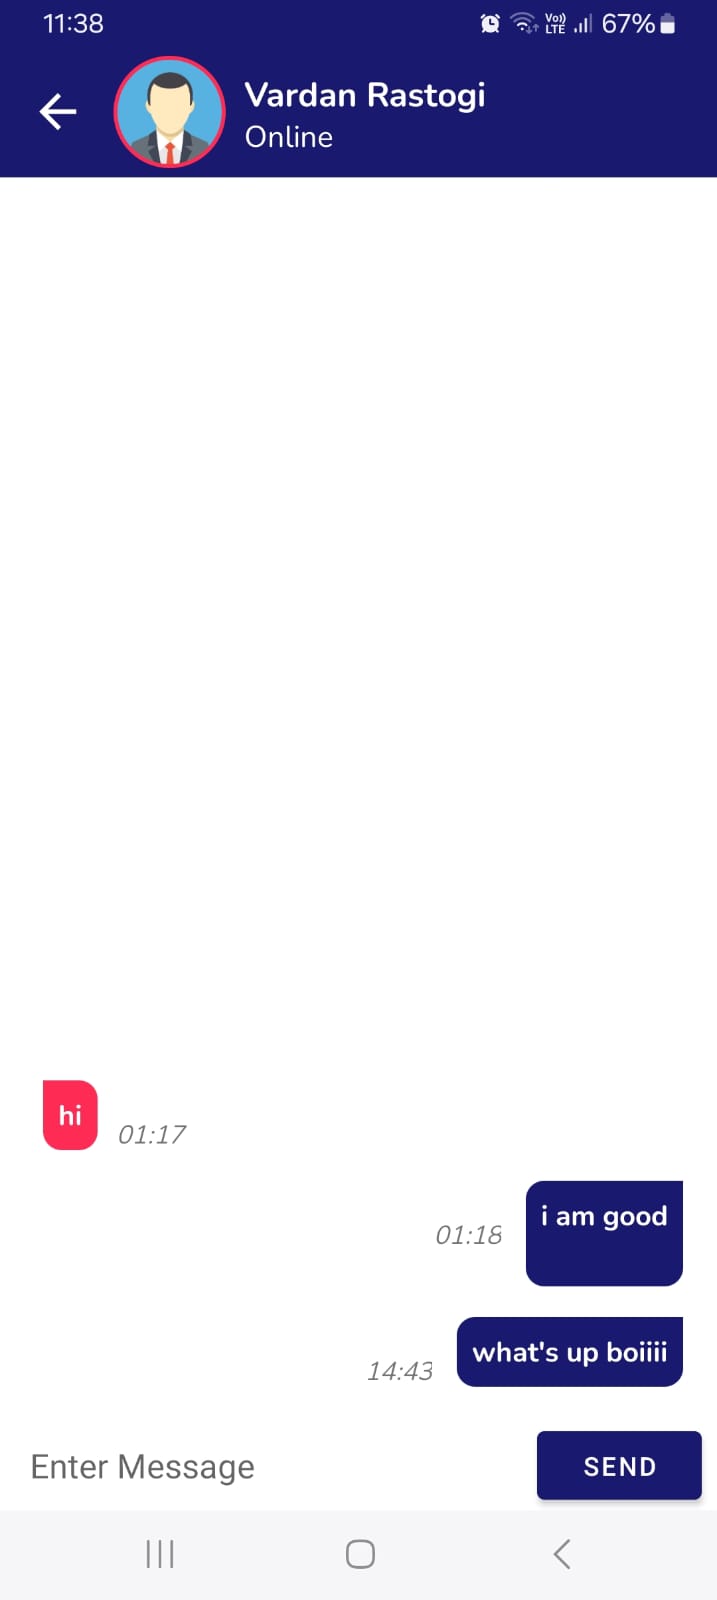 11:38 Vo)) LTE 67%
Vardan Rastogi
Online
hi
01:17
i am good
01:18
what's up boiiii
14:43
Enter Message
SEND